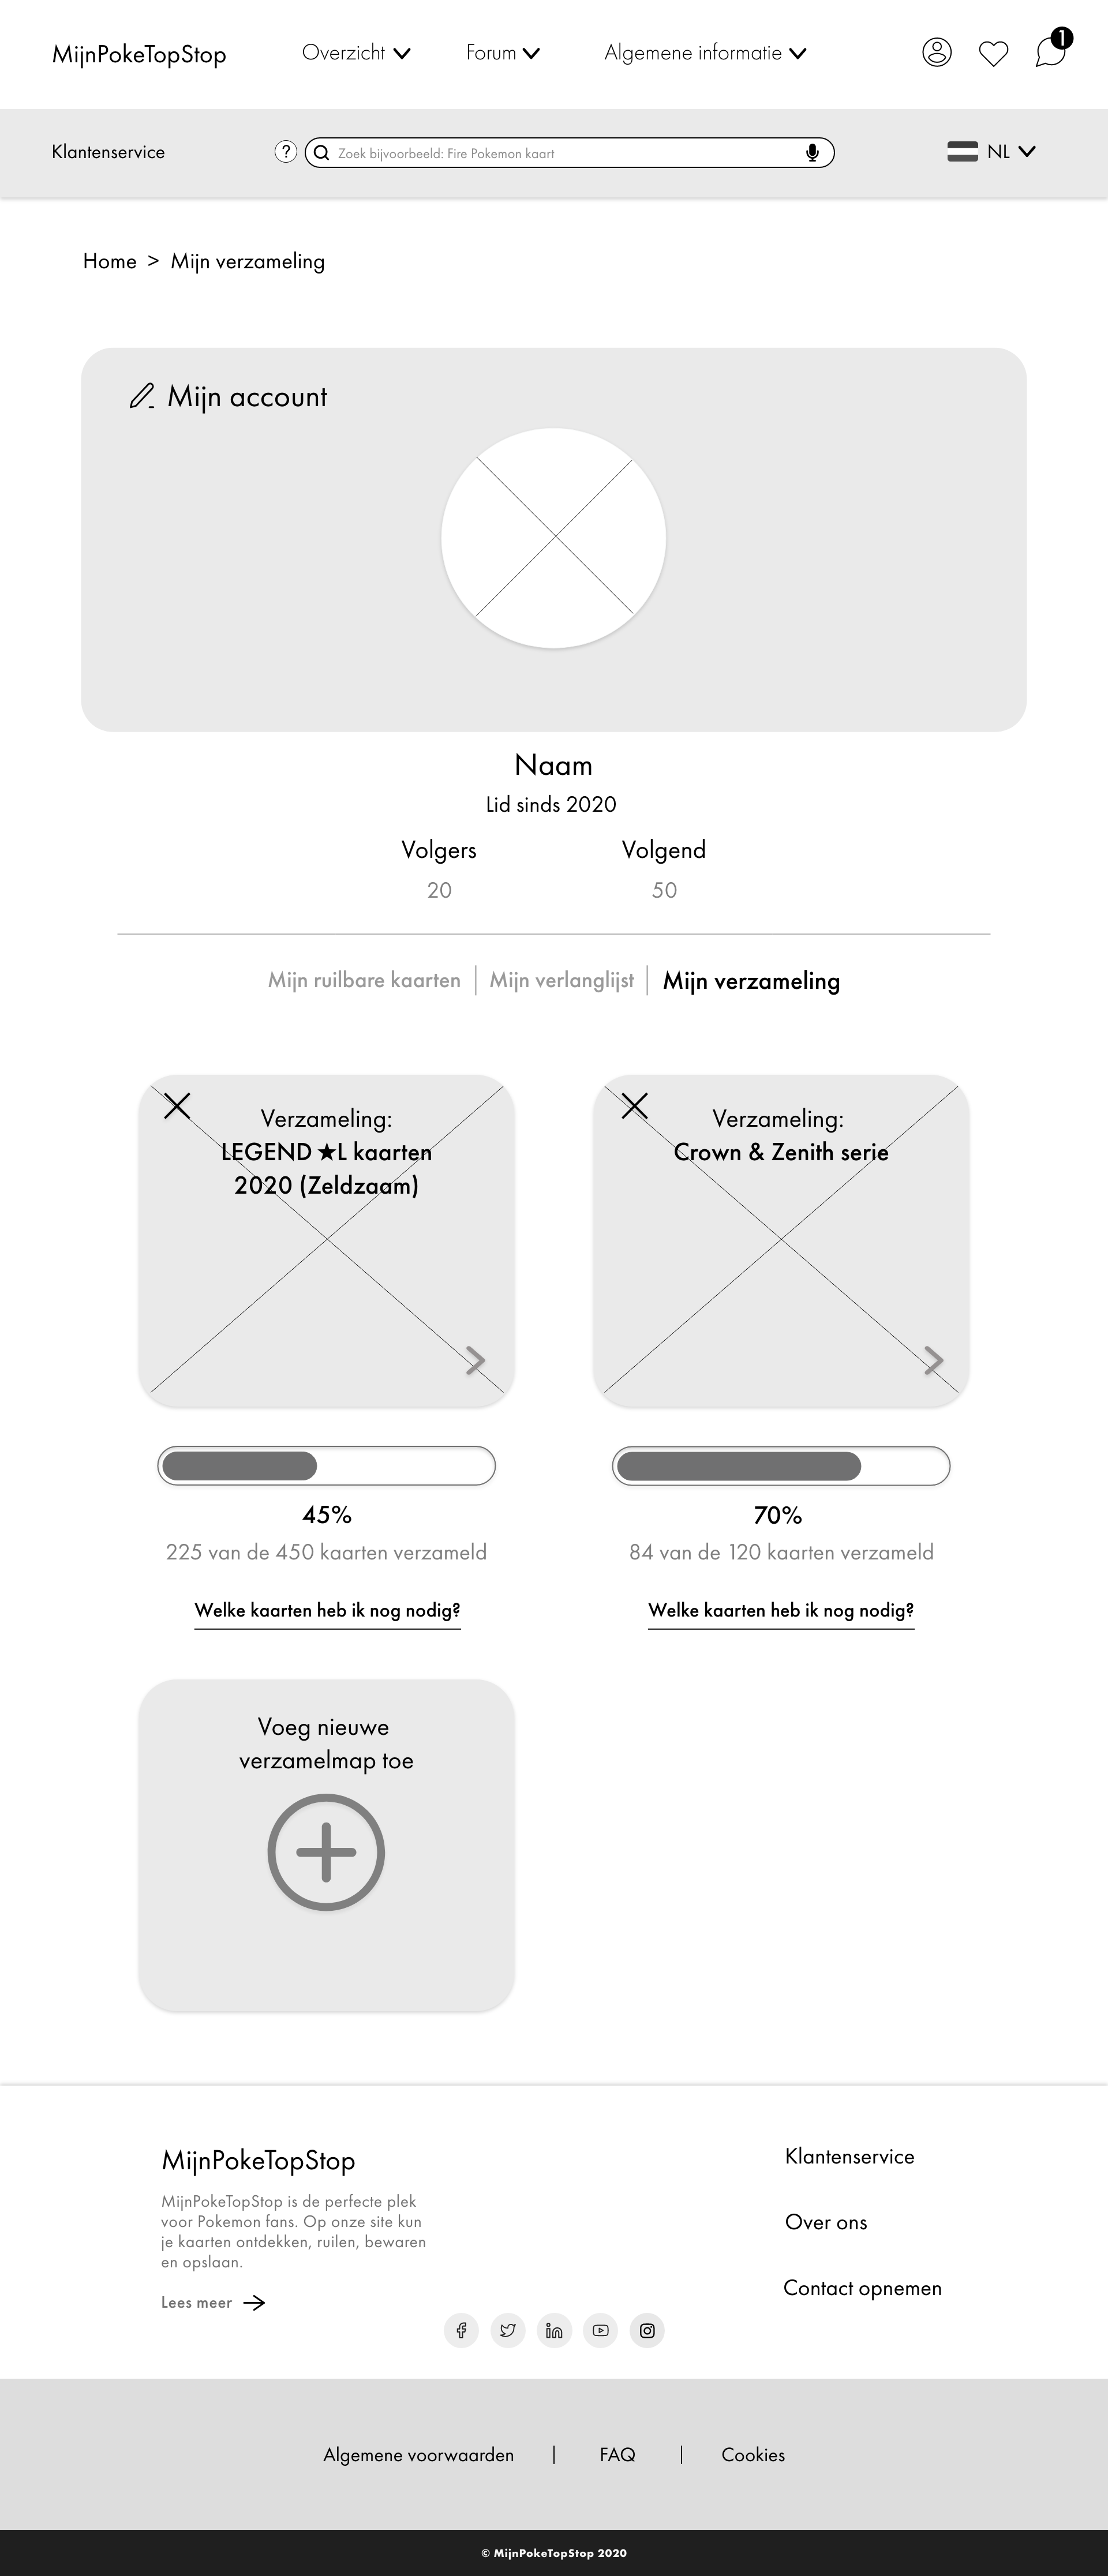 MijnPokeTopStop
Overzicht
Forum
Algemene informatie
1
Klantenservice
?
Zoek bijvoorbeeld: Fire Pokemon kaart
NL
Home > Mijn verzameling
Mijn account
Naam
Lid sinds 2020
Volgers
Volgend
20
50
Mijn ruilbare kaarten | Mijn verlanglijst | Mijn verzameling
Verzameling:
LEGEND ★L kaarten
2020 (Zeldzaam)
Verzameling:
Crown & Zenith serie
45%
225 van de 450 kaarten verzameld
Welke kaarten heb ik nog nodig?
70%
84 van de 120 kaarten verzameld
Welke kaarten heb ik nog nodig?
Voeg nieuwe
verzamelmap toe
MijnPokeTopStop
MijnPokeTopStop is de perfecte plek
voor Pokemon fans. Op onze site kun
je kaarten ontdekken, ruilen, bewaren
en opslaan.
Lees meer
Klantenservice
Over ons
Contact opnemen
Algemene voorwaarden | FAQ | Cookies
© MijnPokeTopStop 2020